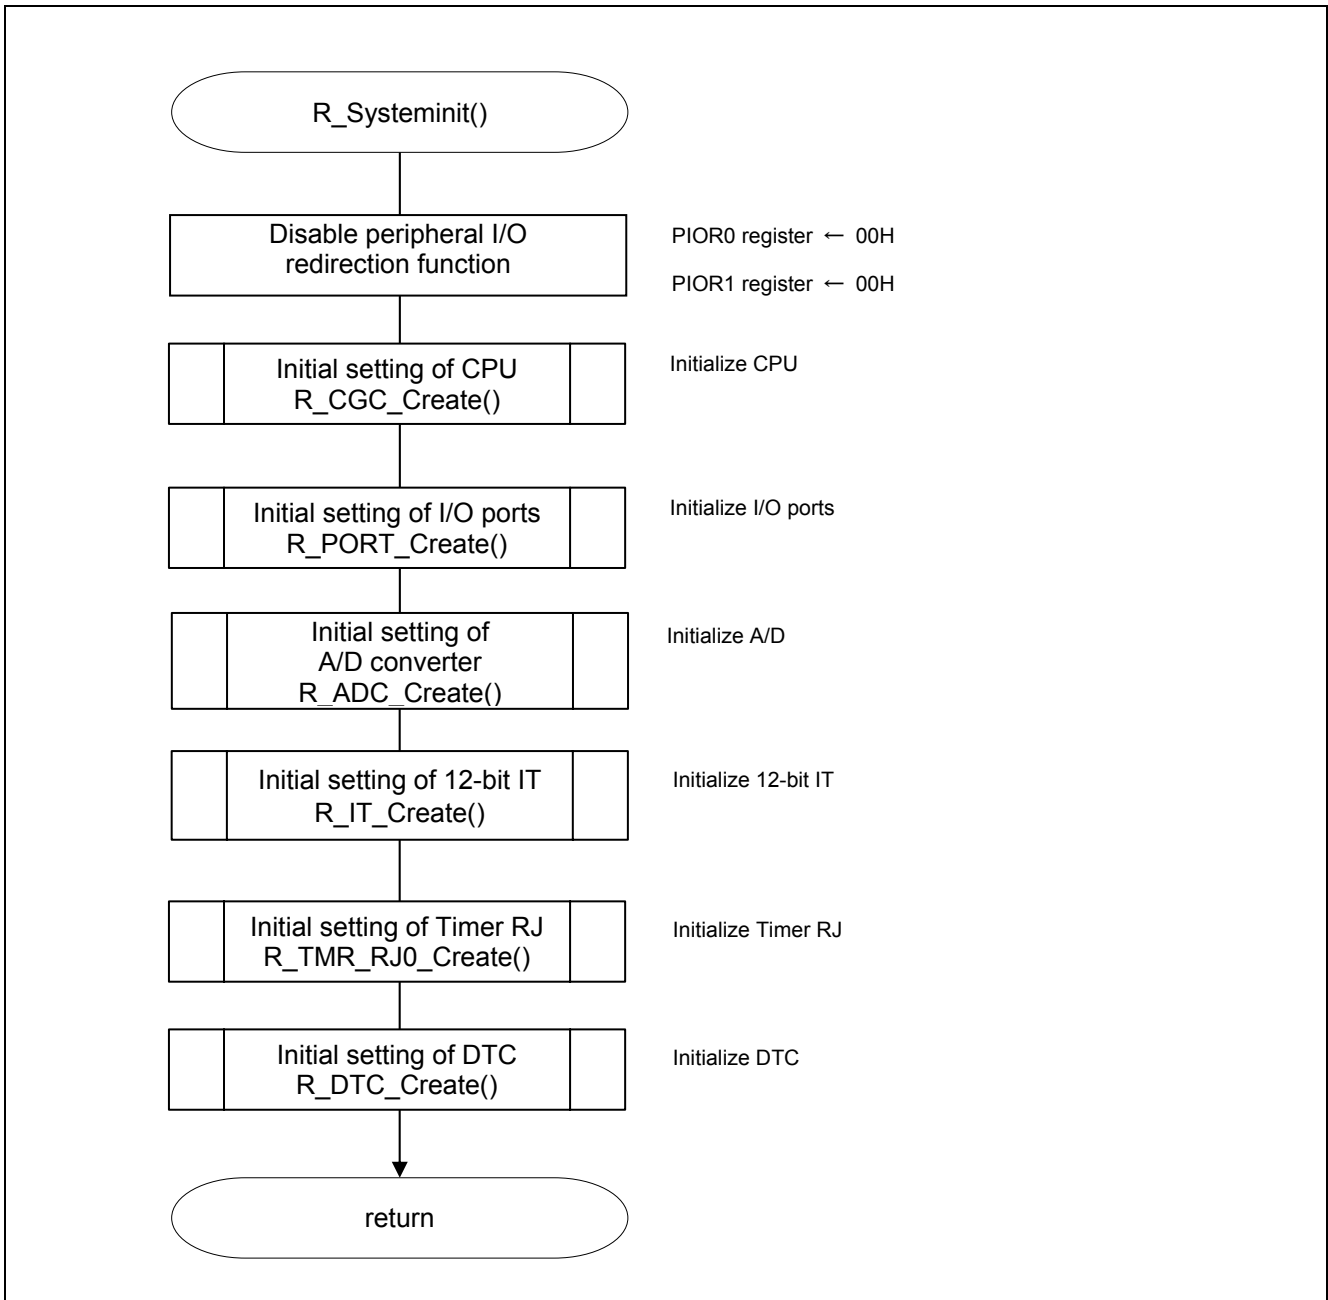 R_Systeminit()
Disable peripheral I/O
redirection function
PIOR0 register ← 00H
PIOR1 register ← 00H
Initial setting of CPU
R_CGC_Create()
Initialize CPU
Initial setting of I/O ports
R_PORT_Create()
Initialize I/O ports
Initial setting of
A/D converter
R_ADC_Create()
Initialize A/D
Initial setting of 12-bit IT
R_IT_Create()
Initialize 12-bit IT
Initial setting of Timer RJ
R_TMR_RJ0_Create()
Initialize Timer RJ
Initial setting of DTC
R_DTC_Create()
Initialize DTC
return